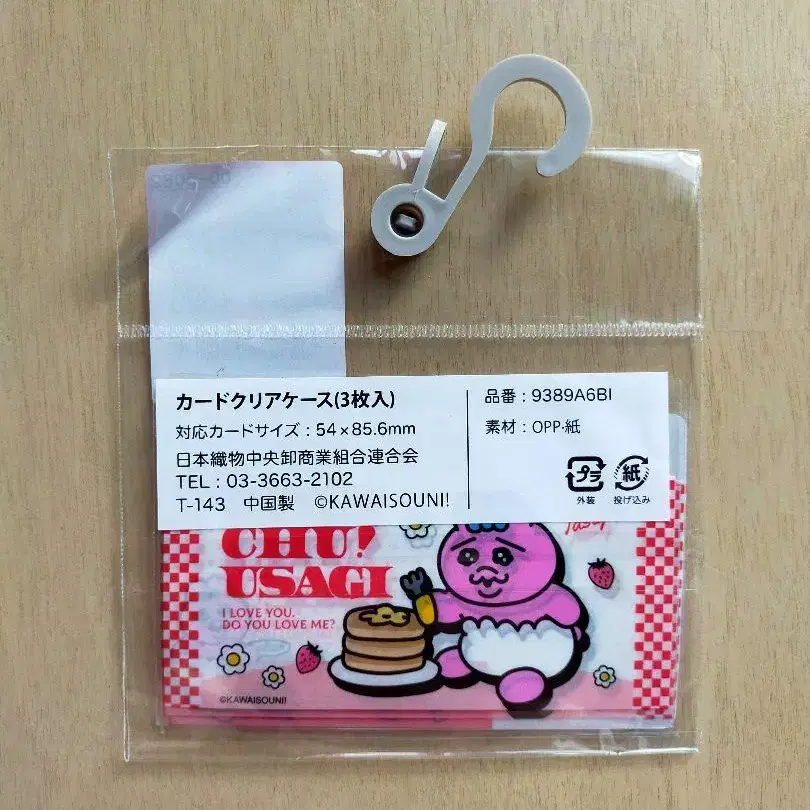 カードクリアケース(3枚入)
対応カードサイズ：54×85.6mm
日本織物中央卸商業組合連合会
TEL：03-3663-2102
T-143　中国製　©KAWAISOUNI!
品番：9389A6BI
素材：OPP・紙
プラ
外装
紙
投げ込み
CHU!
USAGI
I LOVE YOU.
DO YOU LOVE ME?
©KAWAISOUNI!